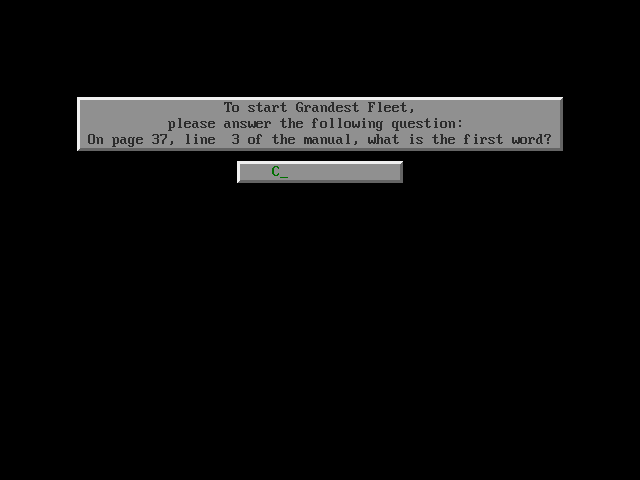 To start Grandest Fleet,
please answer the following question:
On page 37, line  3 of the manual, what is the first word?
C_